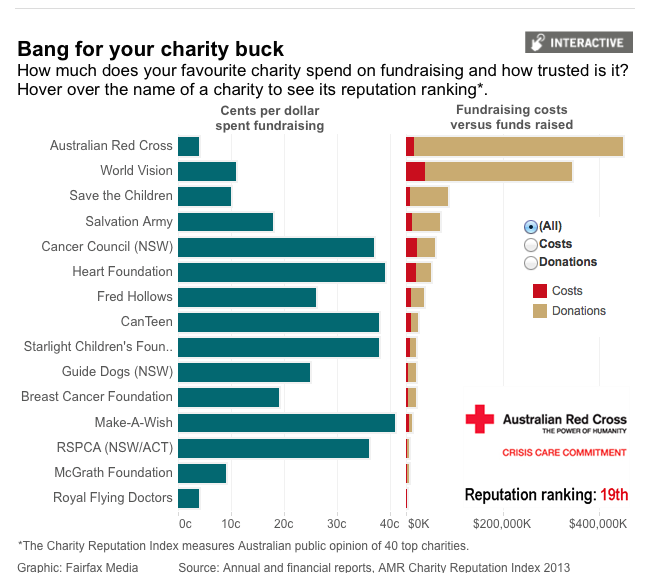 Bang for your charity buck
INTERACTIVE
How much does your favourite charity spend on fundraising and how trusted is it?
Hover over the name of a charity to see its reputation ranking*.
Cents per dollar
spent fundraising
Fundraising costs
versus funds raised
Australian Red Cross
World Vision
Save the Children
Salvation Army
Cancer Council (NSW)
Heart Foundation
Fred Hollows
CanTeen
Starlight Children's Foun..
Guide Dogs (NSW)
Breast Cancer Foundation
Make-A-Wish
RSPCA (NSW/ACT)
McGrath Foundation
Royal Flying Doctors
(All)
Costs
Donations
Costs
Donations
Australian Red Cross
THE POWER OF HUMANITY
CRISIS CARE COMMITMENT
Reputation ranking: 19th
0c 10c 20c 30c 40c $0K $200,000K $400,000K
*The Charity Reputation Index measures Australian public opinion of 40 top charities.
Graphic: Fairfax Media Source: Annual and financial reports, AMR Charity Reputation Index 2013